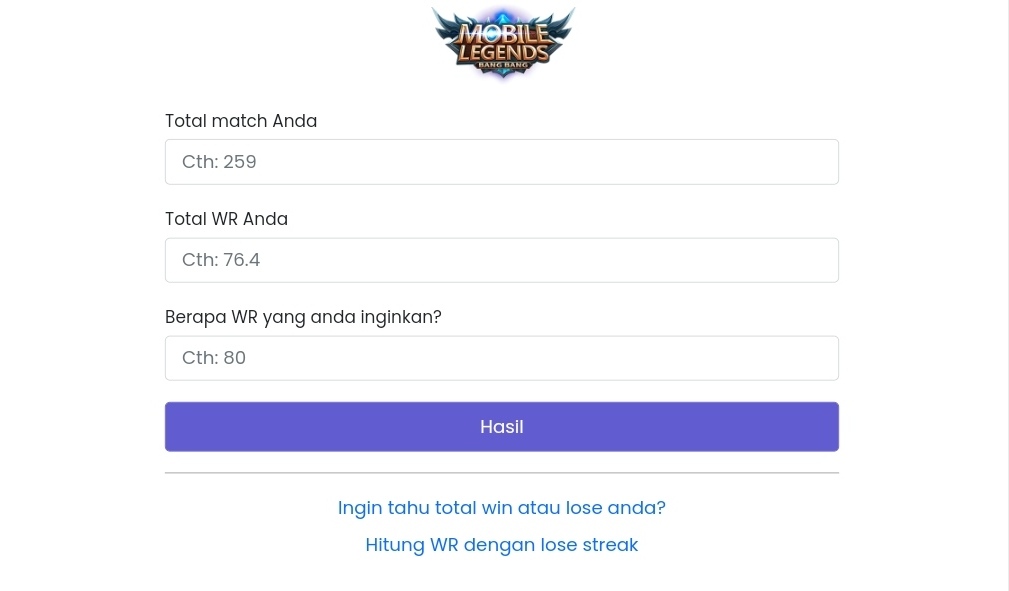 MOBILE
LEGENDS
BANG BANG
Total match Anda
Cth: 259
Total WR Anda
Cth: 76.4
Berapa WR yang anda inginkan?
Cth: 80
Hasil
Ingin tahu total win atau lose anda?
Hitung WR dengan lose streak